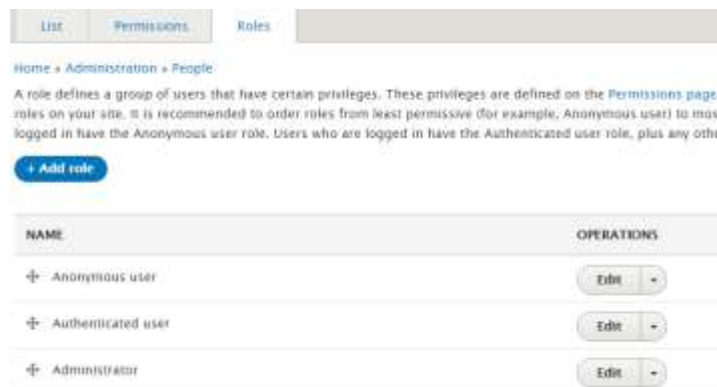 List Permissions Roles
Home » Administration » People
A role defines a group of users that have certain privileges. These privileges are defined on the Permissions page
roles on your site. It is recommended to order roles from least permissive (for example, Anonymous user) to mos
logged in have the Anonymous user role. Users who are logged in have the Authenticated user role, plus any othe
+ Add role
NAME OPERATIONS
Anonymous user Edit
Authenticated user Edit
Administrator Edit